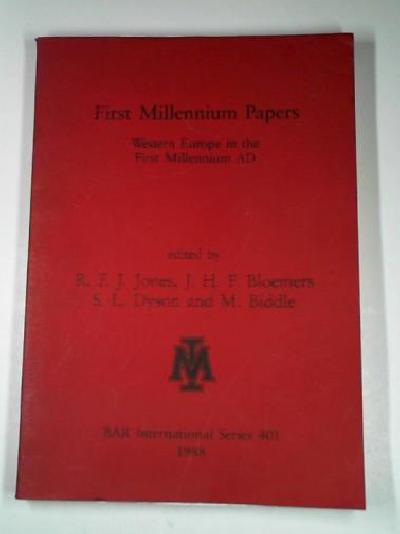 First Millennium Papers
Western Europe in the
First Millennium AD
edited by
R. F. J. Jones, J. H. F. Bloemers
S. L. Dyson and M. Biddle
BAR International Series 401
1988